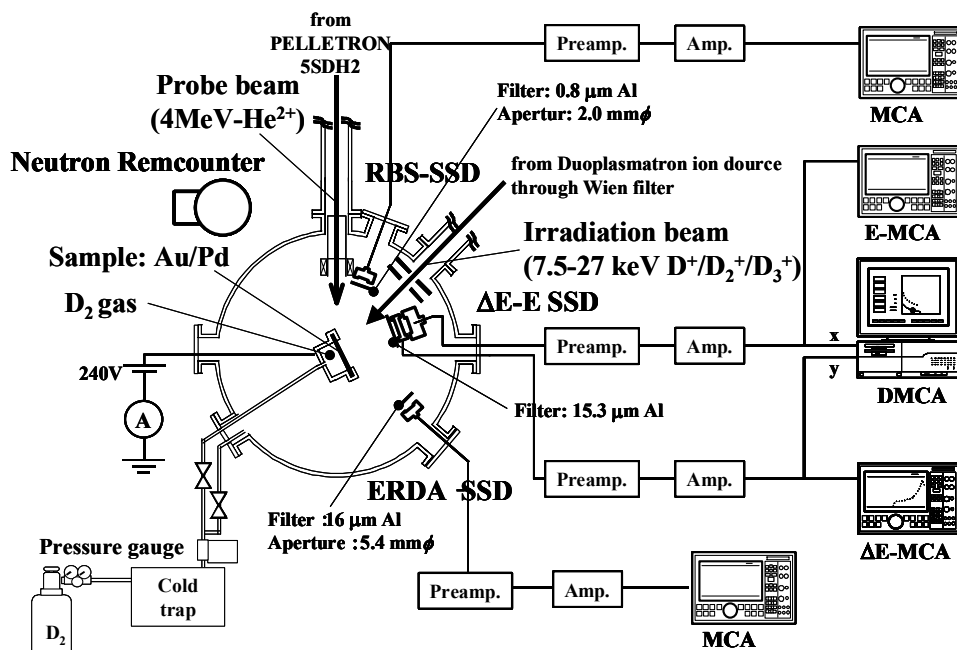 from
PELLETRON
5SDH2
Probe beam
(4MeV-He²⁺)
Neutron Remcounter
RBS-SSD
Filter: 0.8 μm Al
Apertur: 2.0 mmϕ
from Duoplasmatron ion dource
through Wien filter
Irradiation beam
(7.5-27 keV D⁺/D₂⁺/D₃⁺)
ΔE-E SSD
Sample: Au/Pd
D₂ gas
240V
A
Filter: 15.3 μm Al
ERDA -SSD
Filter :16 μm Al
Aperture :5.4 mmϕ
Pressure gauge
Cold
trap
D₂
Preamp.
Amp.
MCA
E-MCA
Preamp.
Amp.
x
y
DMCA
Preamp.
Amp.
ΔE-MCA
Preamp.
Amp.
MCA